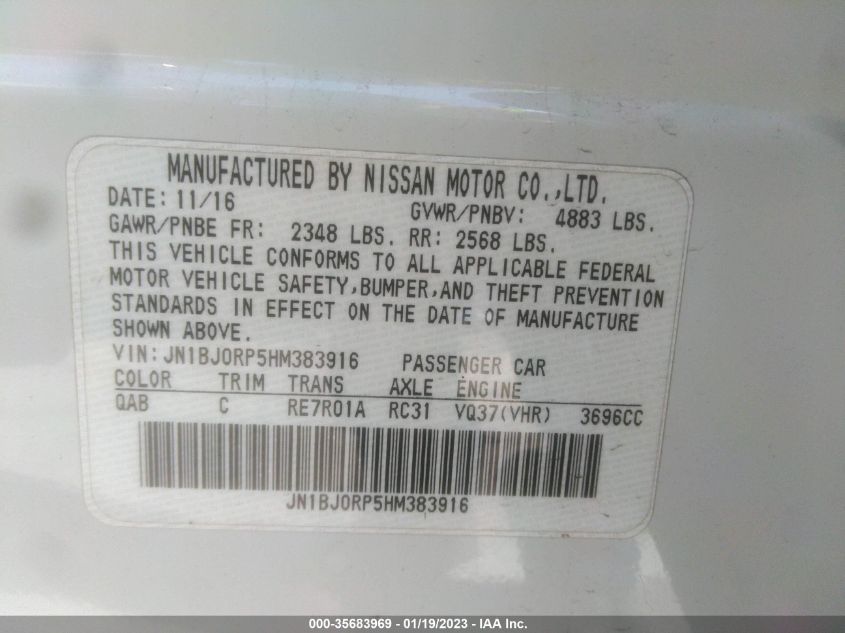 MANUFACTURED BY NISSAN MOTOR CO.,LTD.
DATE: 11/16 GVWR/PNBV: 4883 LBS.
GAWR/PNBE FR: 2348 LBS. RR: 2568 LBS.
THIS VEHICLE CONFORMS TO ALL APPLICABLE FEDERAL
MOTOR VEHICLE SAFETY,BUMPER,AND THEFT PREVENTION
STANDARDS IN EFFECT ON THE DATE OF MANUFACTURE
SHOWN ABOVE.
VIN:JN1BJ0RP5HM383916 PASSENGER CAR
COLOR TRIM TRANS AXLE ENGINE
QAB C RE7R01A RC31 VQ37(VHR) 3696CC
JN1BJ0RP5HM383916
000-35683969 - 01/19/2023 - IAA Inc.